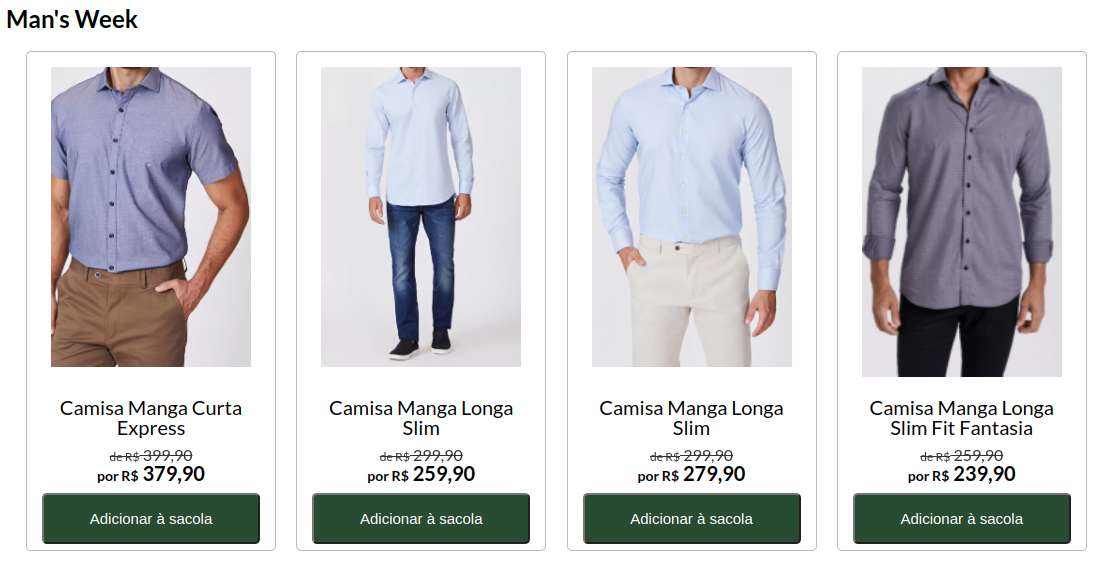 Man's Week
Camisa Manga Curta
Express
de R$ 399,90
por R$ 379,90
Adicionar à sacola
Camisa Manga Longa
Slim
de R$ 299,90
por R$ 259,90
Adicionar à sacola
Camisa Manga Longa
Slim
de R$ 299,90
por R$ 279,90
Adicionar à sacola
Camisa Manga Longa
Slim Fit Fantasia
de R$ 259,90
por R$ 239,90
Adicionar à sacola